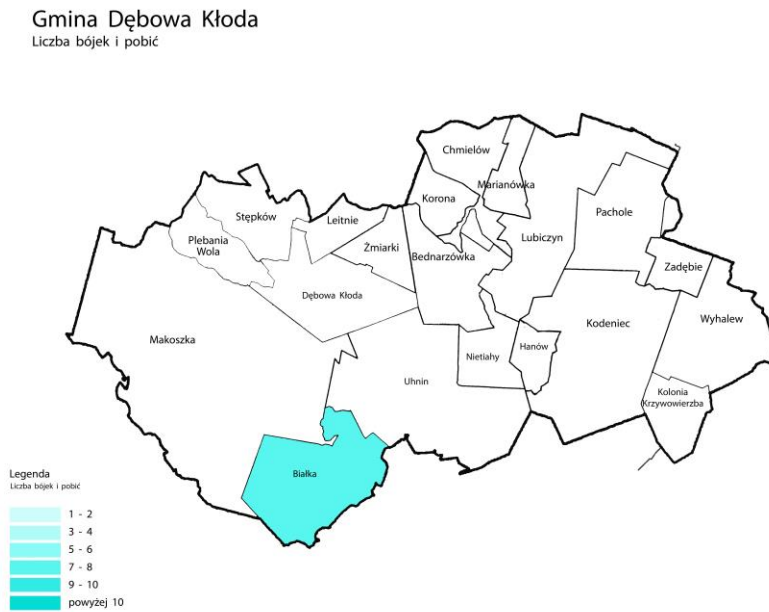 Gmina Dębowa Kłoda
Liczba bójek i pobić
Chmielów
Marianówka
Korona
Pachole
Stępków
Leitnie
Plebania
Wola
Żmiarki
Bednarzówka
Lubiczyn
Zadębie
Dębowa Kłoda
Wyhalew
Makoszka
Kodeniec
Hanów
Nietiahy
Uhnin
Kolonia
Krzywowierzba
Białka
Legenda
Liczba bójek i pobić
1 - 2
3 - 4
5 - 6
7 - 8
9 - 10
powyżej 10